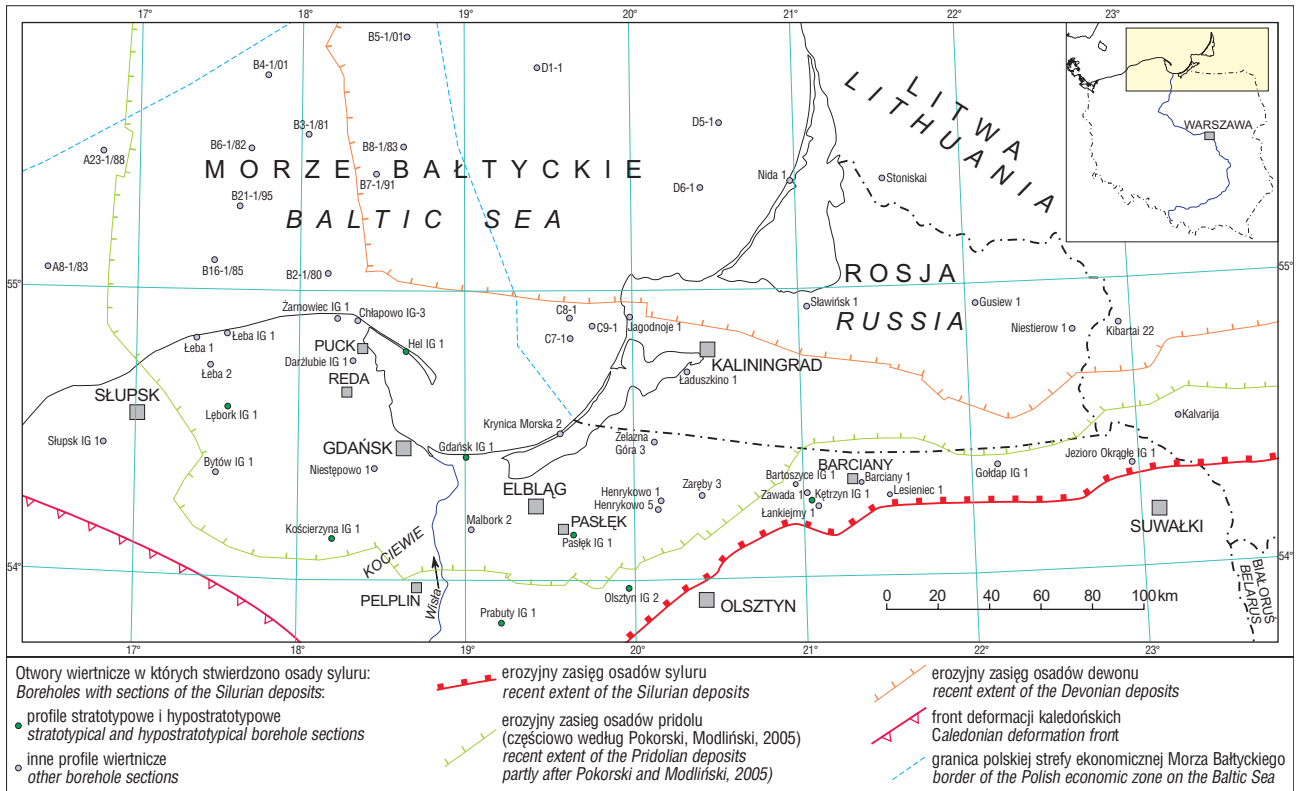 17°
18°
19°
20°
21°
22°
23°
B5-1/01
B4-1/01
D1-1
B3-1/81
D5-1
B6-1/82
B8-1/83
A23-1/88
MORZE BAŁTYCKIE
B7-1/91
D6-1
Nida 1
Stoniskai
LITWA
LITHUANIA
WARSZAWA
B21-1/95
BALTIC SEA
A8-1/83
B16-1/85
B2-1/80
55°
55°
ROSJA
RUSSIA
Żarnowiec IG 1
Chłapowo IG-3
C8-1
C9-1
C7-1
Jagodnoje 1
Sławińsk 1
Gusiew 1
Niestierow 1
Kibartai 22
Łeba 1
Łeba IG 1
Łeba 2
PUCK
Hel IG 1
Darżlubie IG 1
REDA
KALININGRAD
Ładuszkino 1
SŁUPSK
Lębork IG 1
Słupsk IG 1
Bytów IG 1
Krynica Morska 2
Kalvarija
GDAŃSK
Gdańsk IG 1
Niestępowo 1
Żelazna
Góra 3
Jezioro Okrągłe IG 1
Gołdap IG 1
BARCIANY
Bartoszyce IG 1
Barciany 1
Zawada 1
Kętrzyn IG 1
Lesieniec 1
Łankiejmy 1
ELBLĄG
Henrykowo 1
Henrykowo 5
Zaręby 3
Malbork 2
PASŁĘK
Pasłęk IG 1
SUWAŁKI
Kościerzyna IG 1
KOCIEWIE
54°
54°
PELPLIN
Wisła
Prabuty IG 1
Olsztyn IG 2
OLSZTYN
BIAŁORUŚ
BELARUS
0 20 40 60 80 100 km
17°
18°
19°
20°
21°
22°
23°
Otwory wiertnicze w których stwierdzono osady syluru:
Boreholes with sections of the Silurian deposits:
profile stratotypowe i hypostratotypowe
stratotypical and hypostratotypical borehole sections
inne profile wiertnicze
other borehole sections
erozyjny zasięg osadów syluru
recent extent of the Silurian deposits
erozyjny zasieg osadów pridolu
(częściowo według Pokorski, Modliński, 2005)
recent extent of the Pridolian deposits
partly after Pokorski and Modliński, 2005)
erozyjny zasięg osadów dewonu
recent extent of the Devonian deposits
front deformacji kaledońskich
Caledonian deformation front
granica polskiej strefy ekonomicznej Morza Bałtyckiego
border of the Polish economic zone on the Baltic Sea